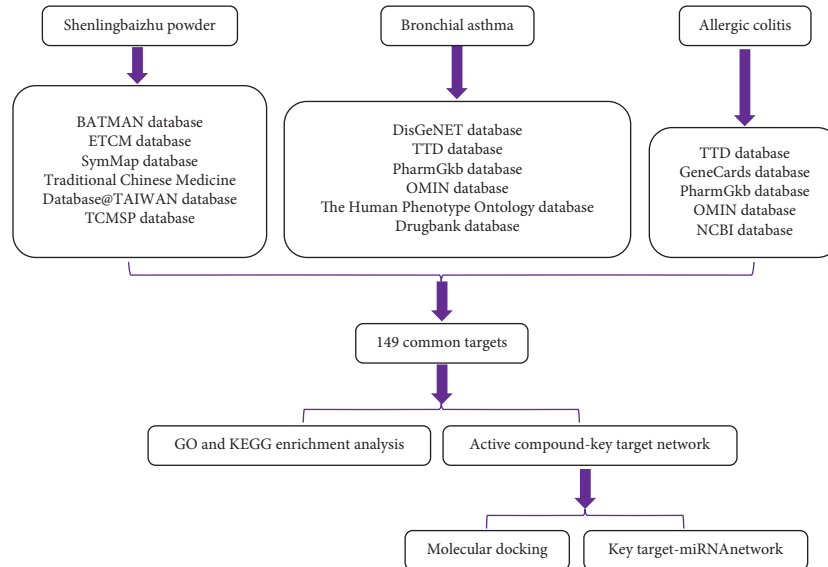 Shenlingbaizhu powder
Bronchial asthma
Allergic colitis
BATMAN database
ETCM database
SymMap database
Traditional Chinese Medicine
Database@TAIWAN database
TCMSP database
DisGeNET database
TTD database
PharmGkb database
OMIN database
The Human Phenotype Ontology database
Drugbank database
TTD database
GeneCards database
PharmGkb database
OMIN database
NCBI database
149 common targets
GO and KEGG enrichment analysis
Active compound-key target network
Molecular docking
Key target-miRNAnetwork